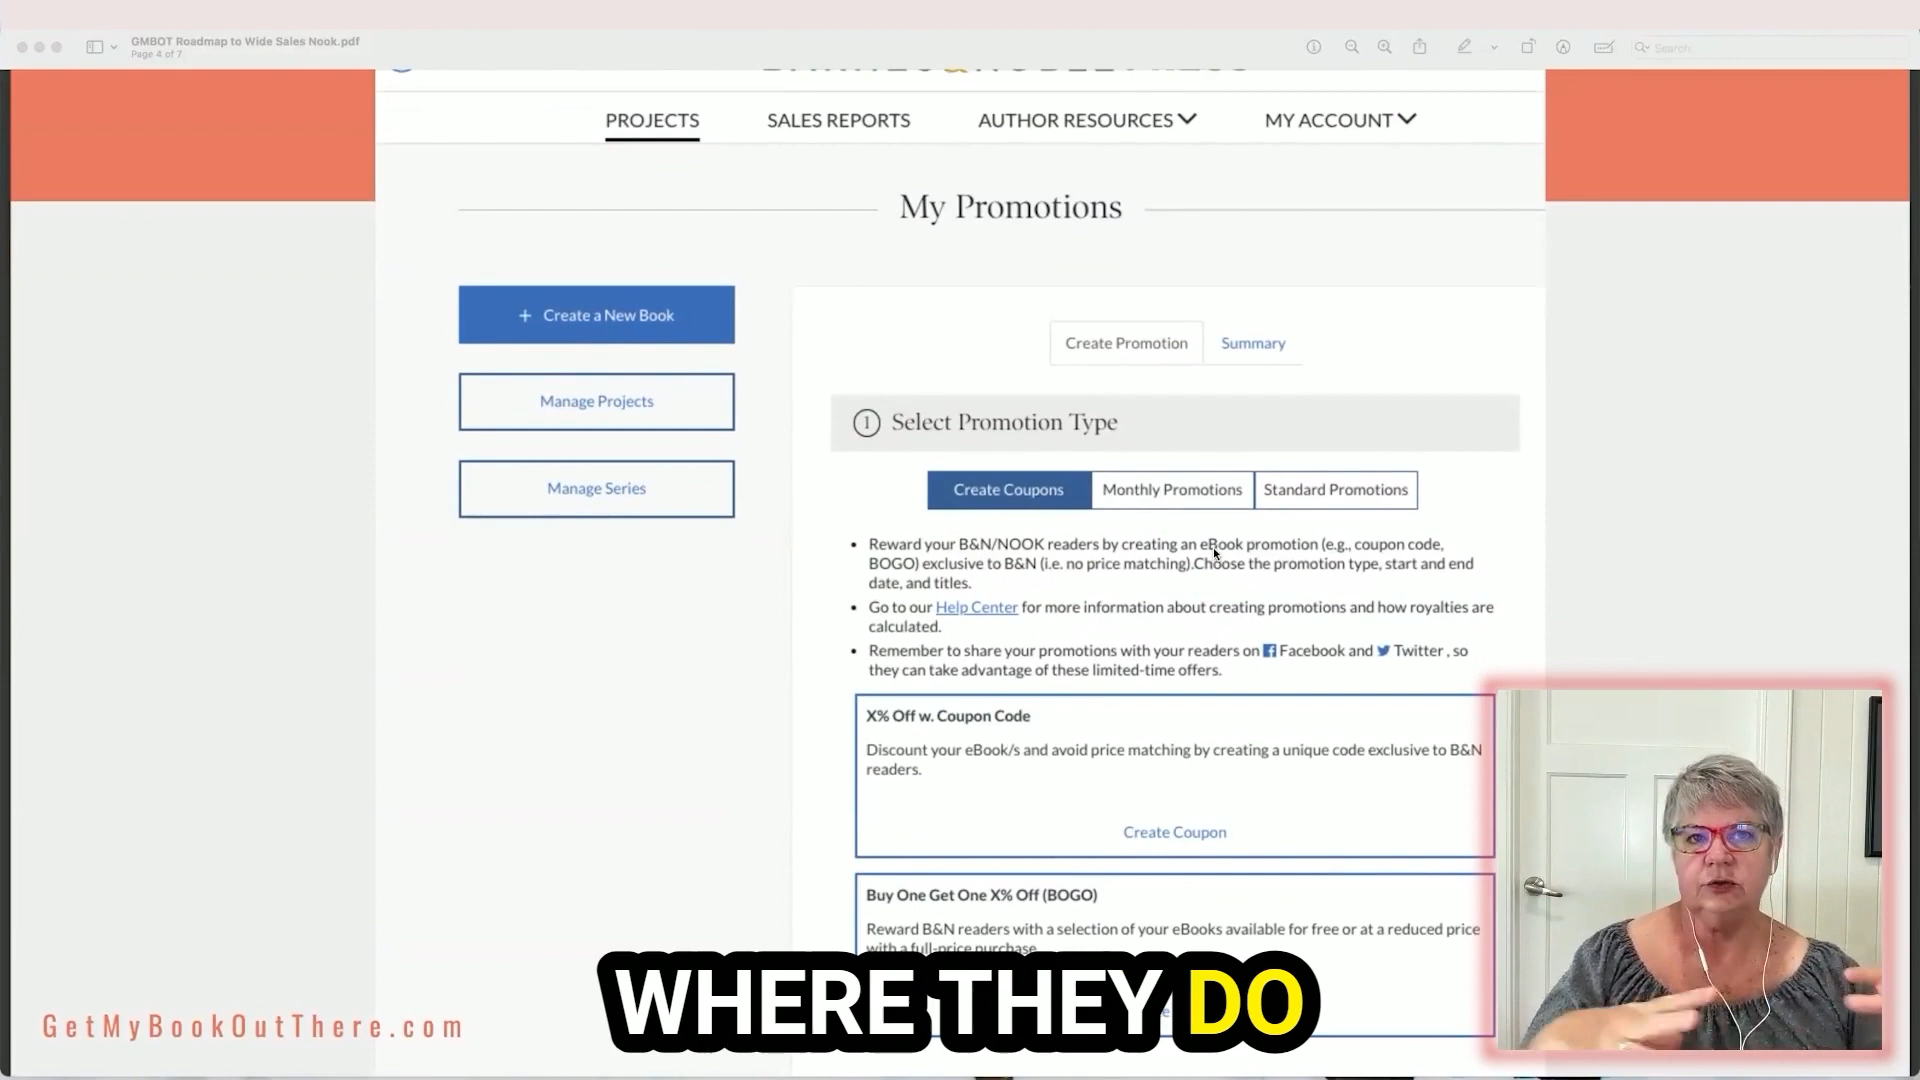 GMBOT Roadmap to Wide Sales Nook.pdf
Page 4 of 7
Search
PROJECTS
SALES REPORTS
AUTHOR RESOURCES
MY ACCOUNT
My Promotions
+ Create a New Book
Manage Projects
Manage Series
Create Promotion
Summary
1 Select Promotion Type
Create Coupons
Monthly Promotions
Standard Promotions
• Reward your B&N/NOOK readers by creating an eBook promotion (e.g., coupon code,
BOGO) exclusive to B&N (i.e. no price matching).Choose the promotion type, start and end
date, and titles.
• Go to our Help Center for more information about creating promotions and how royalties are
calculated.
• Remember to share your promotions with your readers on Facebook and Twitter , so
they can take advantage of these limited-time offers.
X% Off w. Coupon Code
Discount your eBook/s and avoid price matching by creating a unique code exclusive to B&N
readers.
Create Coupon
Buy One Get One X% Off (BOGO)
Reward B&N readers with a selection of your eBooks available for free or at a reduced price
with a full-price purchase
WHERE THEY DO
GetMyBookOutThere.com